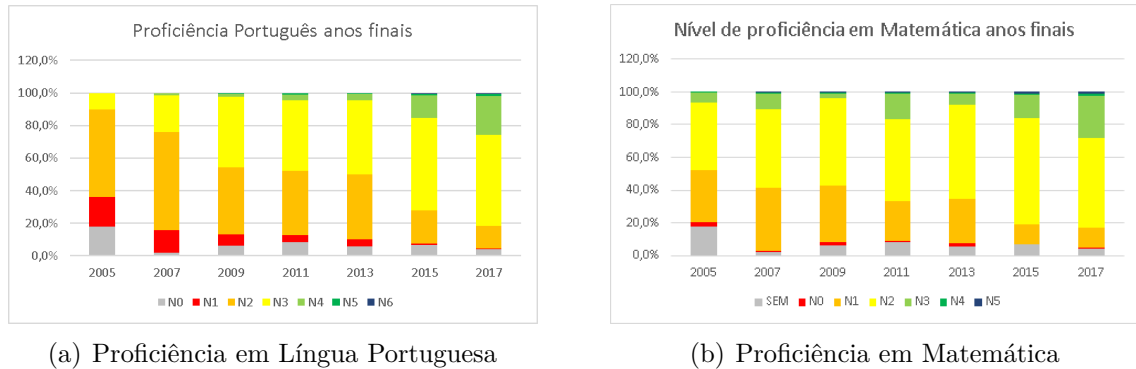 Proficiência Português anos finais
120,0%
100,0%
80,0%
60,0%
40,0%
20,0%
0,0%
2005 2007 2009 2011 2013 2015 2017
N0 N1 N2 N3 N4 N5 N6
(a) Proficiência em Língua Portuguesa
Nível de proficiência em Matemática anos finais
120,0%
100,0%
80,0%
60,0%
40,0%
20,0%
0,0%
2005 2007 2009 2011 2013 2015 2017
SEM N0 N1 N2 N3 N4 N5
(b) Proficiência em Matemática